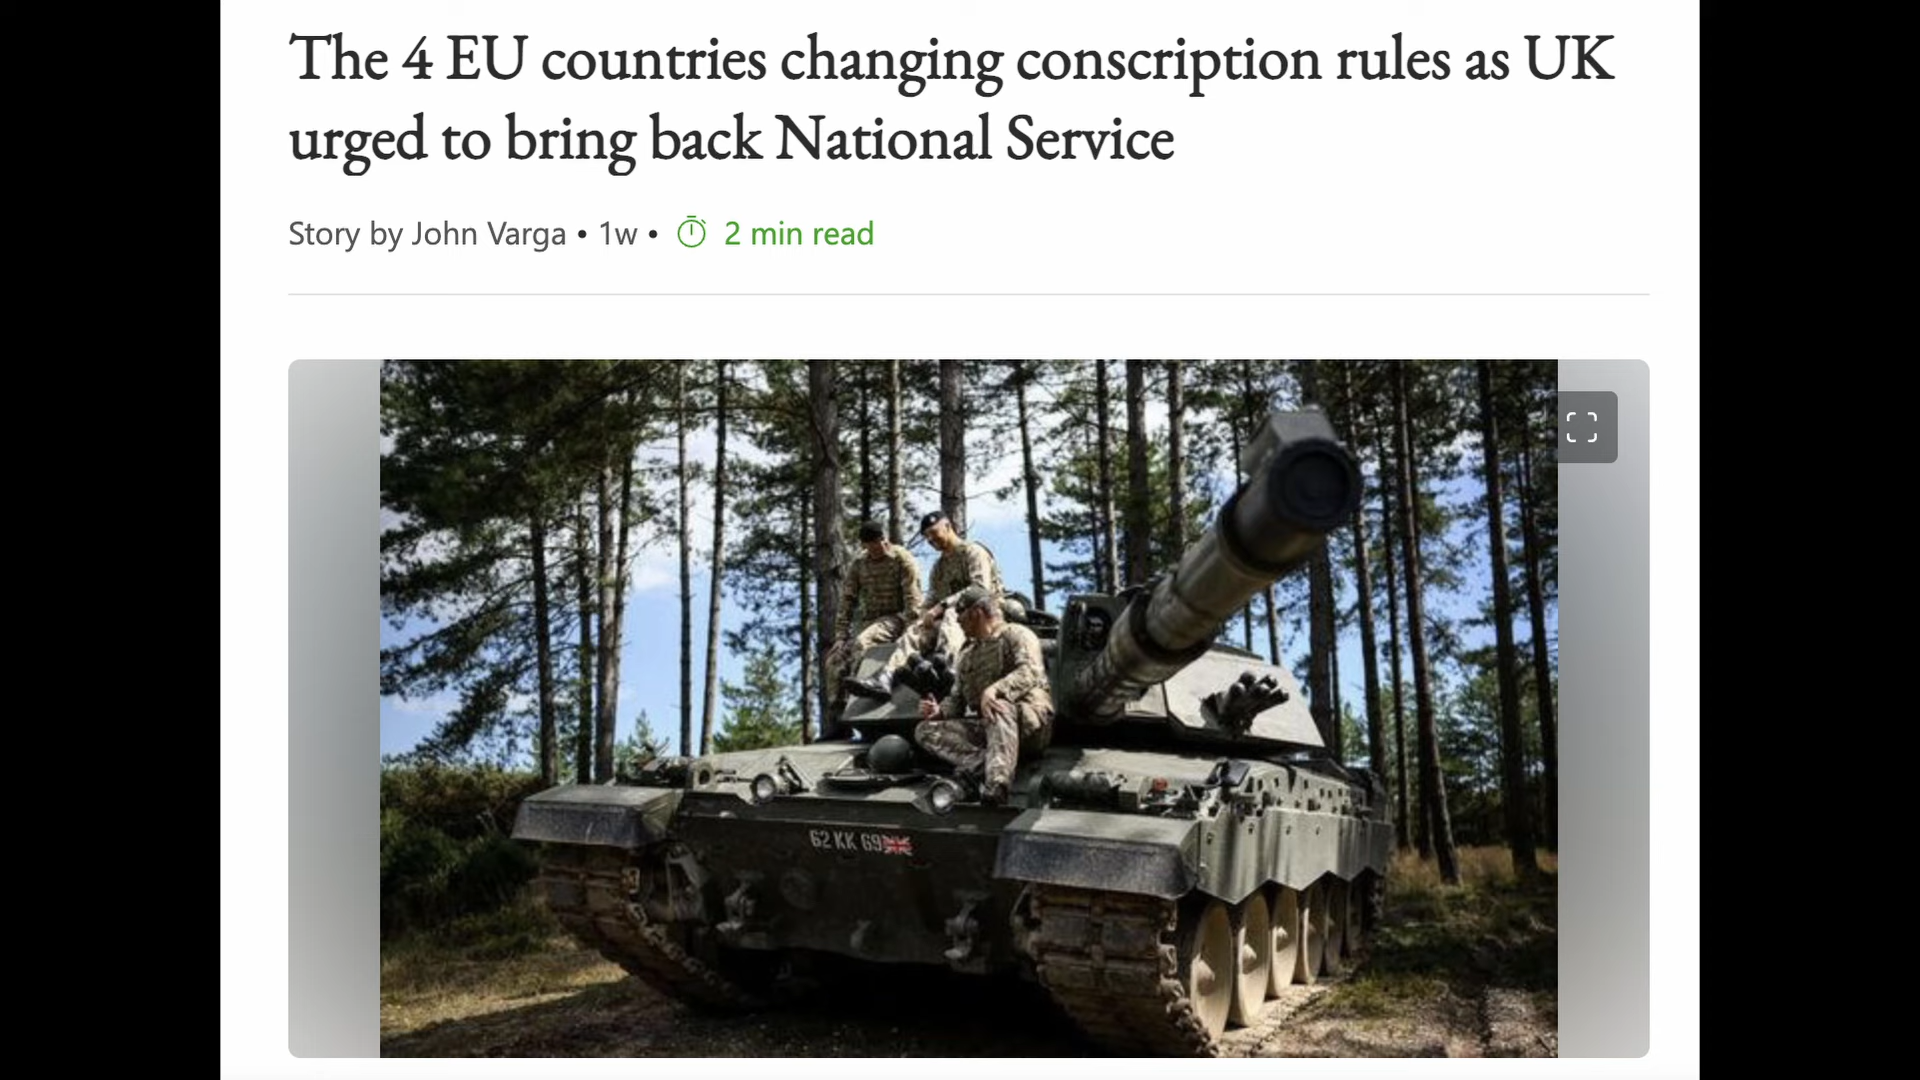 The 4 EU countries changing conscription rules as UK
urged to bring back National Service
Story by John Varga • 1w • 2 min read
62 KK 69